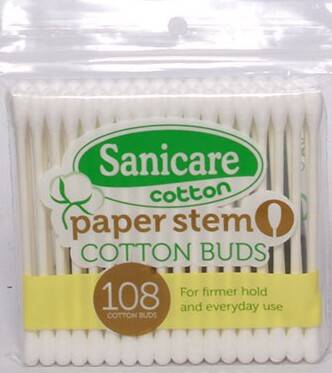 Sanicare
cotton
paper stem
COTTON BUDS
108
COTTON BUDS
For firmer hold
and everyday use